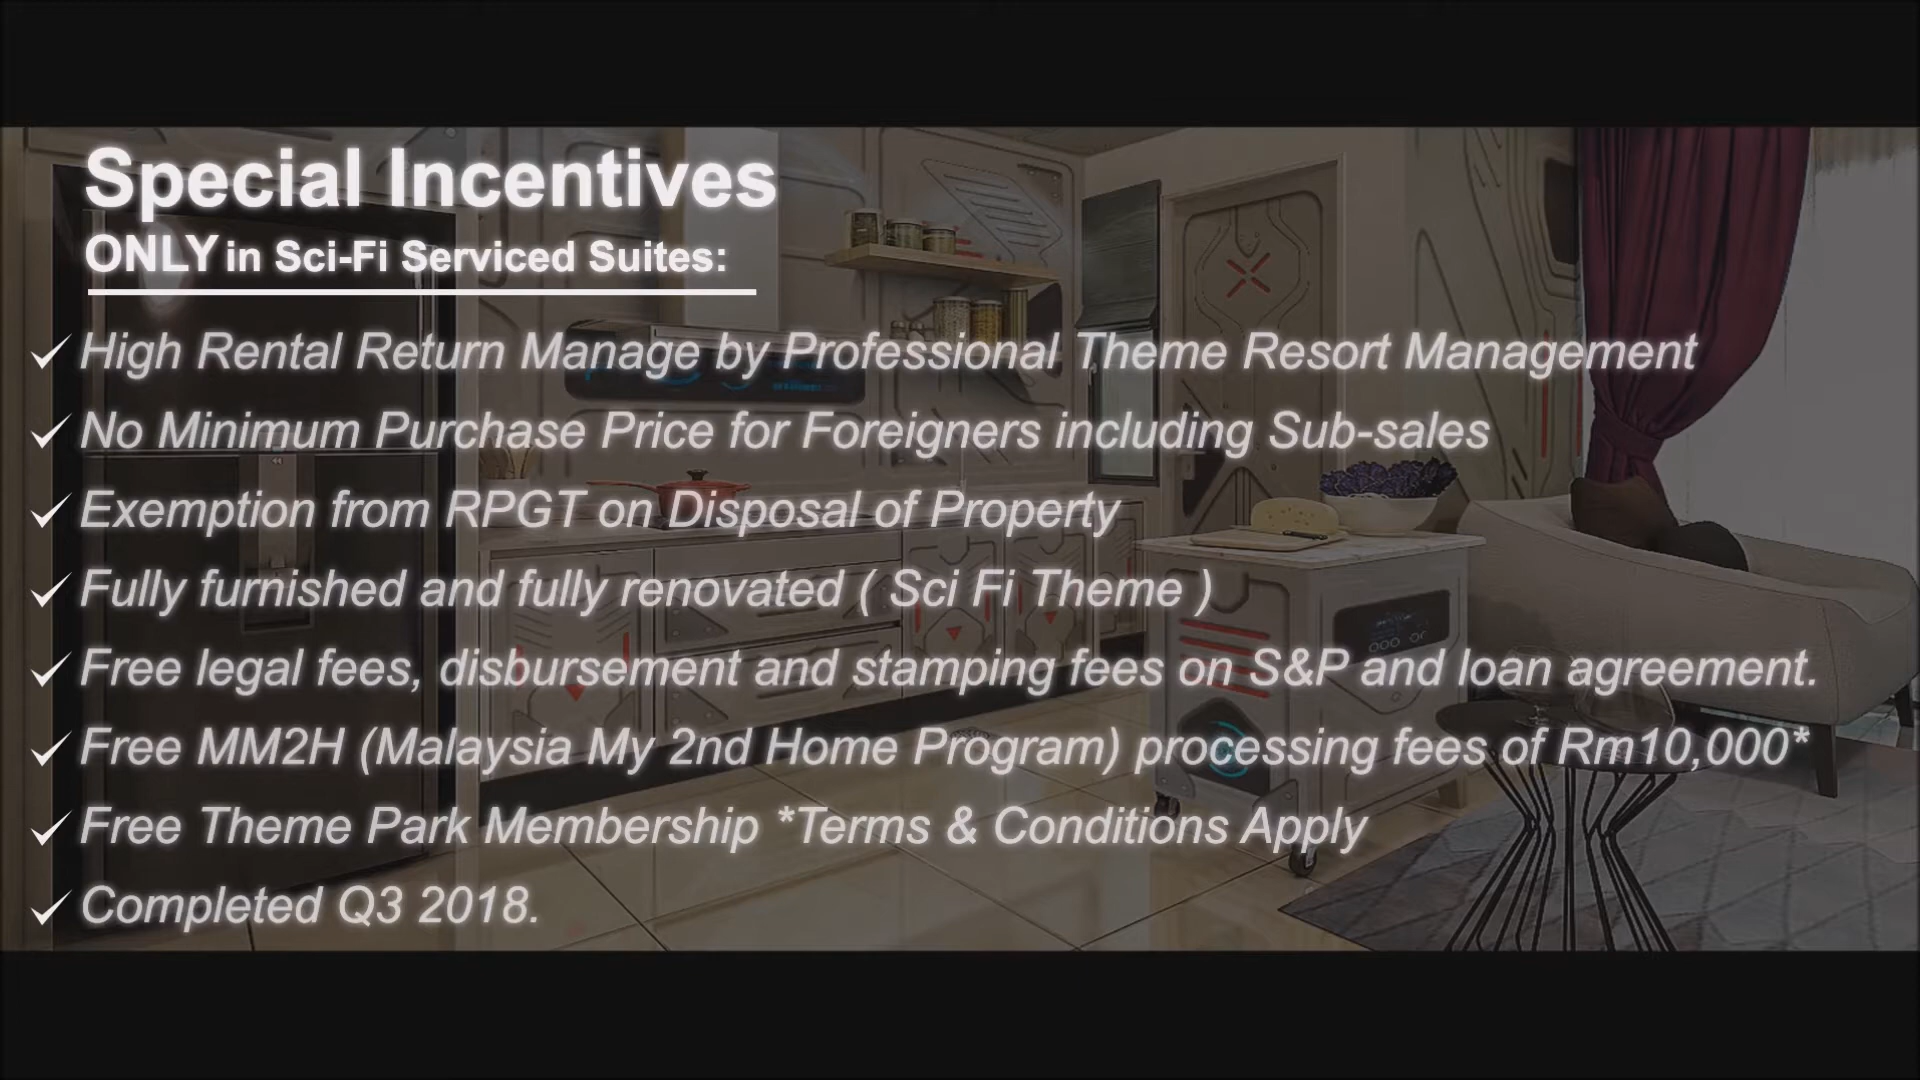 Special Incentives
ONLY in Sci-Fi Serviced Suites:
High Rental Return Manage by Professional Theme Resort Management
No Minimum Purchase Price for Foreigners including Sub-sales
Exemption from RPGT on Disposal of Property
Fully furnished and fully renovated ( Sci Fi Theme )
Free legal fees, disbursement and stamping fees on S&P and loan agreement.
Free MM2H (Malaysia My 2nd Home Program) processing fees of Rm10,000*
Free Theme Park Membership *Terms & Conditions Apply
Completed Q3 2018.